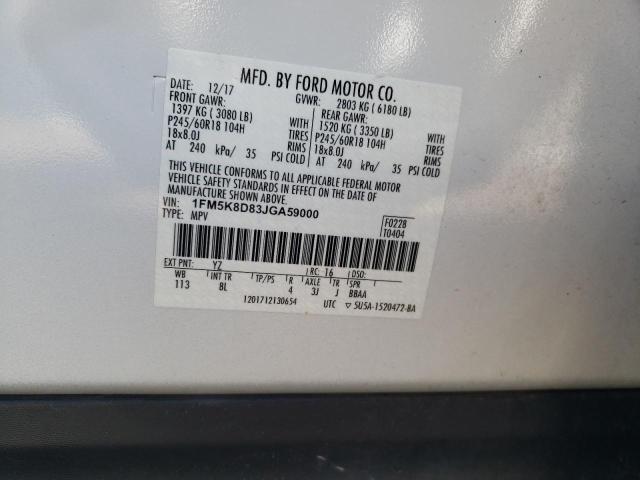 MFD. BY FORD MOTOR CO.
DATE: 12/17 GVWR: 2803 KG ( 6180 LB)
FRONT GAWR: REAR GAWR:
1397 KG ( 3080 LB) WITH 1520 KG ( 3350 LB) WITH
P245/60R18 104H TIRES P245/60R18 104H TIRES
18x8.0J RIMS 18x8.0J RIMS
AT 240 kPa/ 35 PSI COLD AT 240 kPa/ 35 PSI COLD
THIS VEHICLE CONFORMS TO ALL APPLICABLE FEDERAL MOTOR
VEHICLE SAFETY STANDARDS IN EFFECT ON THE DATE OF
MANUFACTURE SHOWN ABOVE.
VIN: 1FM5K8D83JGA59000
TYPE: MPV
F0228
T0404
EXT PNT: YZ RC: 16 DSO:
WB INT TR TP/PS R AXLE TR SPR
113 BL 4 3J J BBAA
1201712130654 UTC ▽ 5U5A-1520472-BA